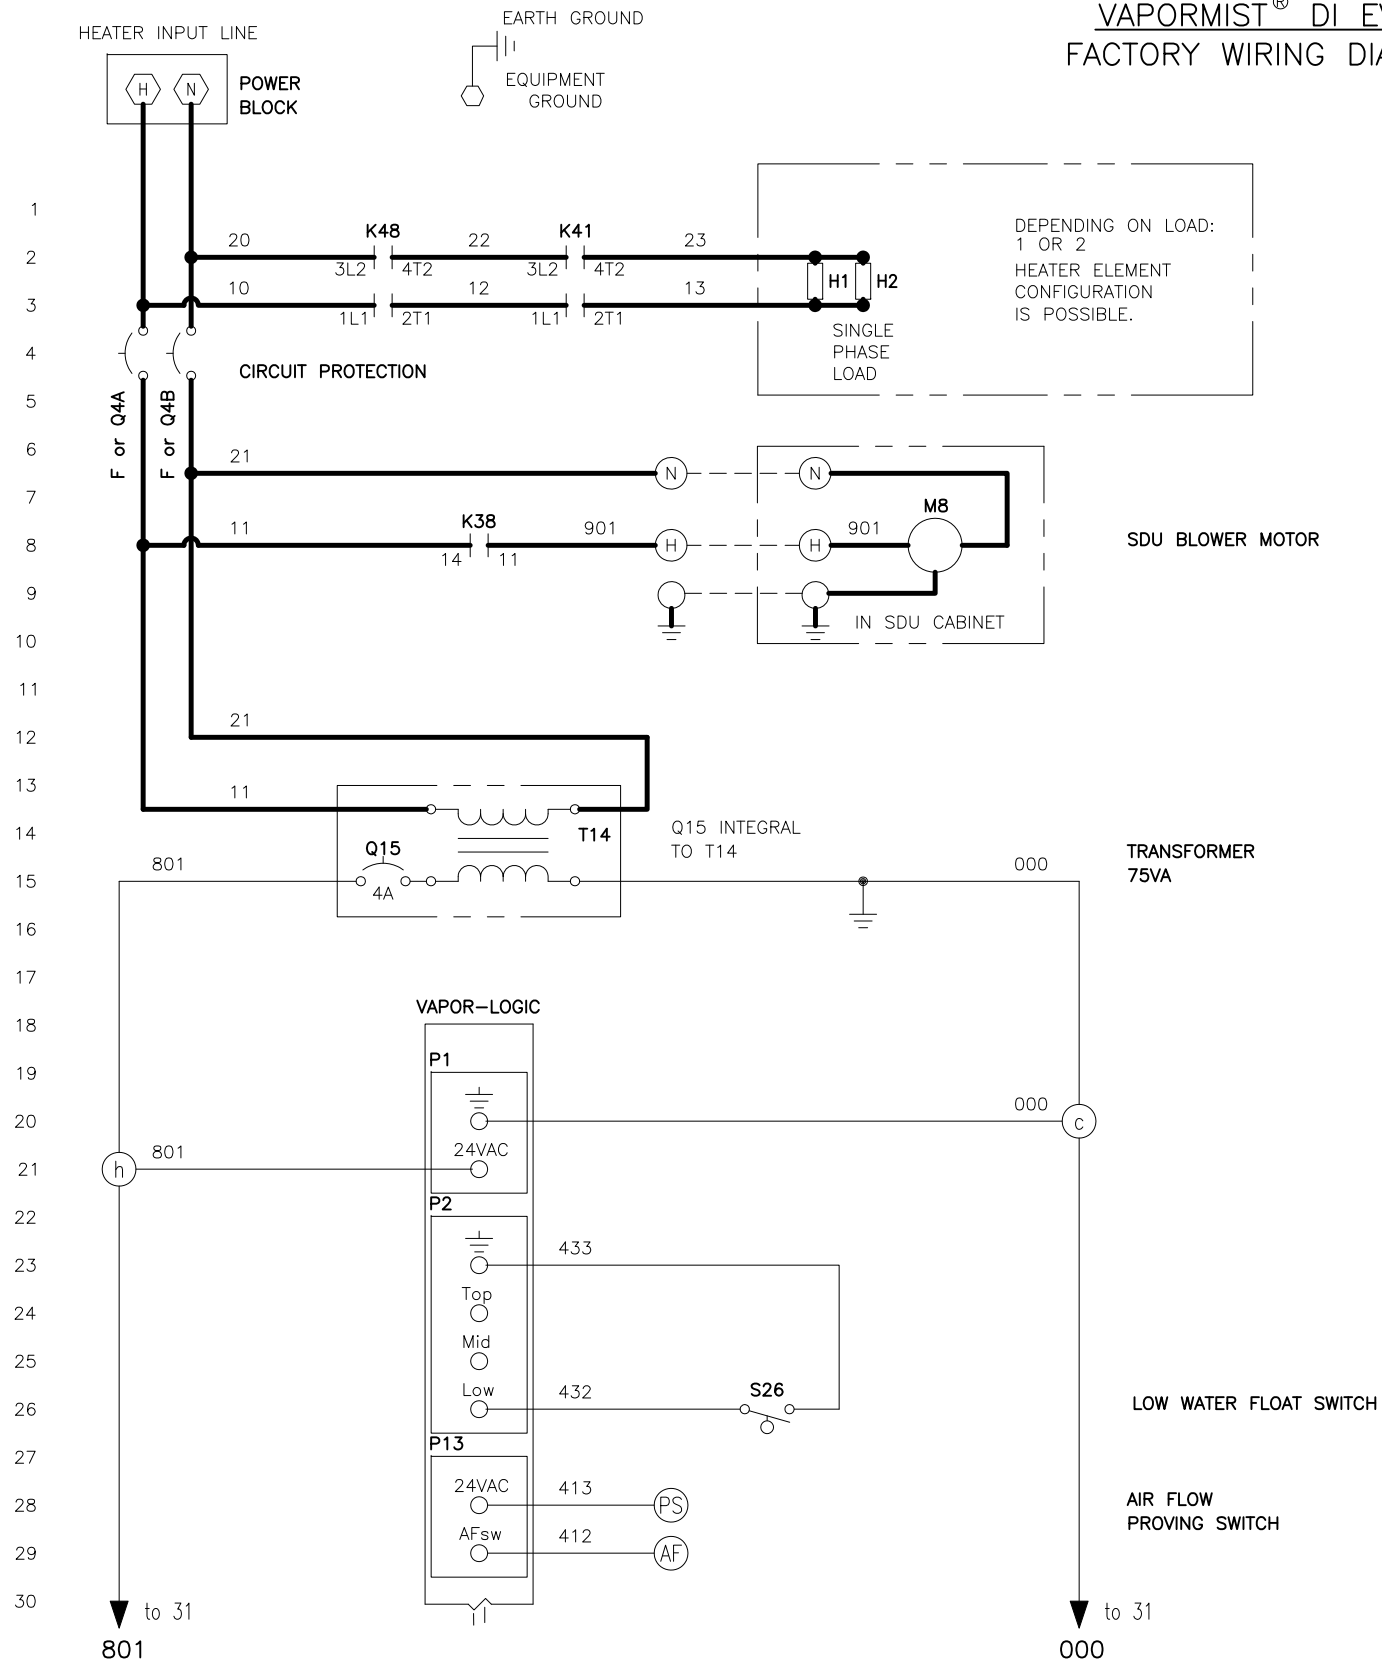 VAPORMIST® DI
FACTORY WIRING
EARTH GROUND
HEATER INPUT LINE
EQUIPMENT
GROUND
H
N
POWER
BLOCK
1
DEPENDING ON LOAD:
1 OR 2
HEATER ELEMENT
CONFIGURATION
IS POSSIBLE.
2
20
K48
22
K41
23
3L2
4T2
3L2
4T2
H1
H2
3
10
12
13
1L1
2T1
1L1
2T1
SINGLE
PHASE
LOAD
4
CIRCUIT PROTECTION
5
F or Q4A
F or Q4B
6
21
N
N
7
M8
8
11
K38
901
H
H
901
14
11
SDU BLOWER MOTOR
9
IN SDU CABINET
10
11
21
12
13
11
14
T14
Q15 INTEGRAL
TO T14
Q15
4A
801
000
TRANSFORMER
75VA
15
16
17
VAPOR-LOGIC
18
P1
19
000
20
c
24VAC
801
21
h
P2
22
433
23
Top
24
Mid
25
Low
432
S26
26
LOW WATER FLOAT SWITCH
P13
27
24VAC
413
28
PS
AIR FLOW
PROVING SWITCH
AFsw
412
29
AF
30
to 31
to 31
801
000